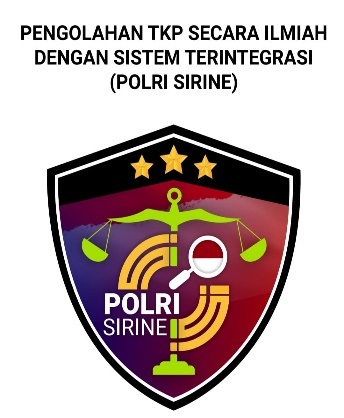 PENGOLAHAN TKP SECARA ILMIAH
DENGAN SISTEM TERINTEGRASI
(POLRI SIRINE)
POLRI
SIRINE